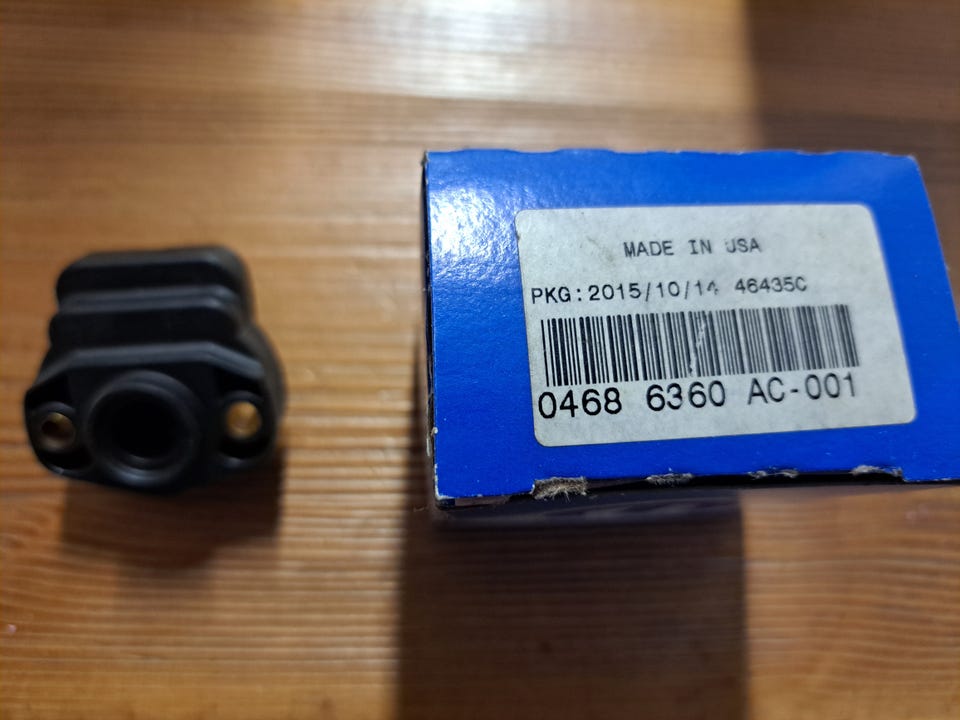 MADE IN USA
PKG:2015/10/14 46435C
0468 6360 AC-001